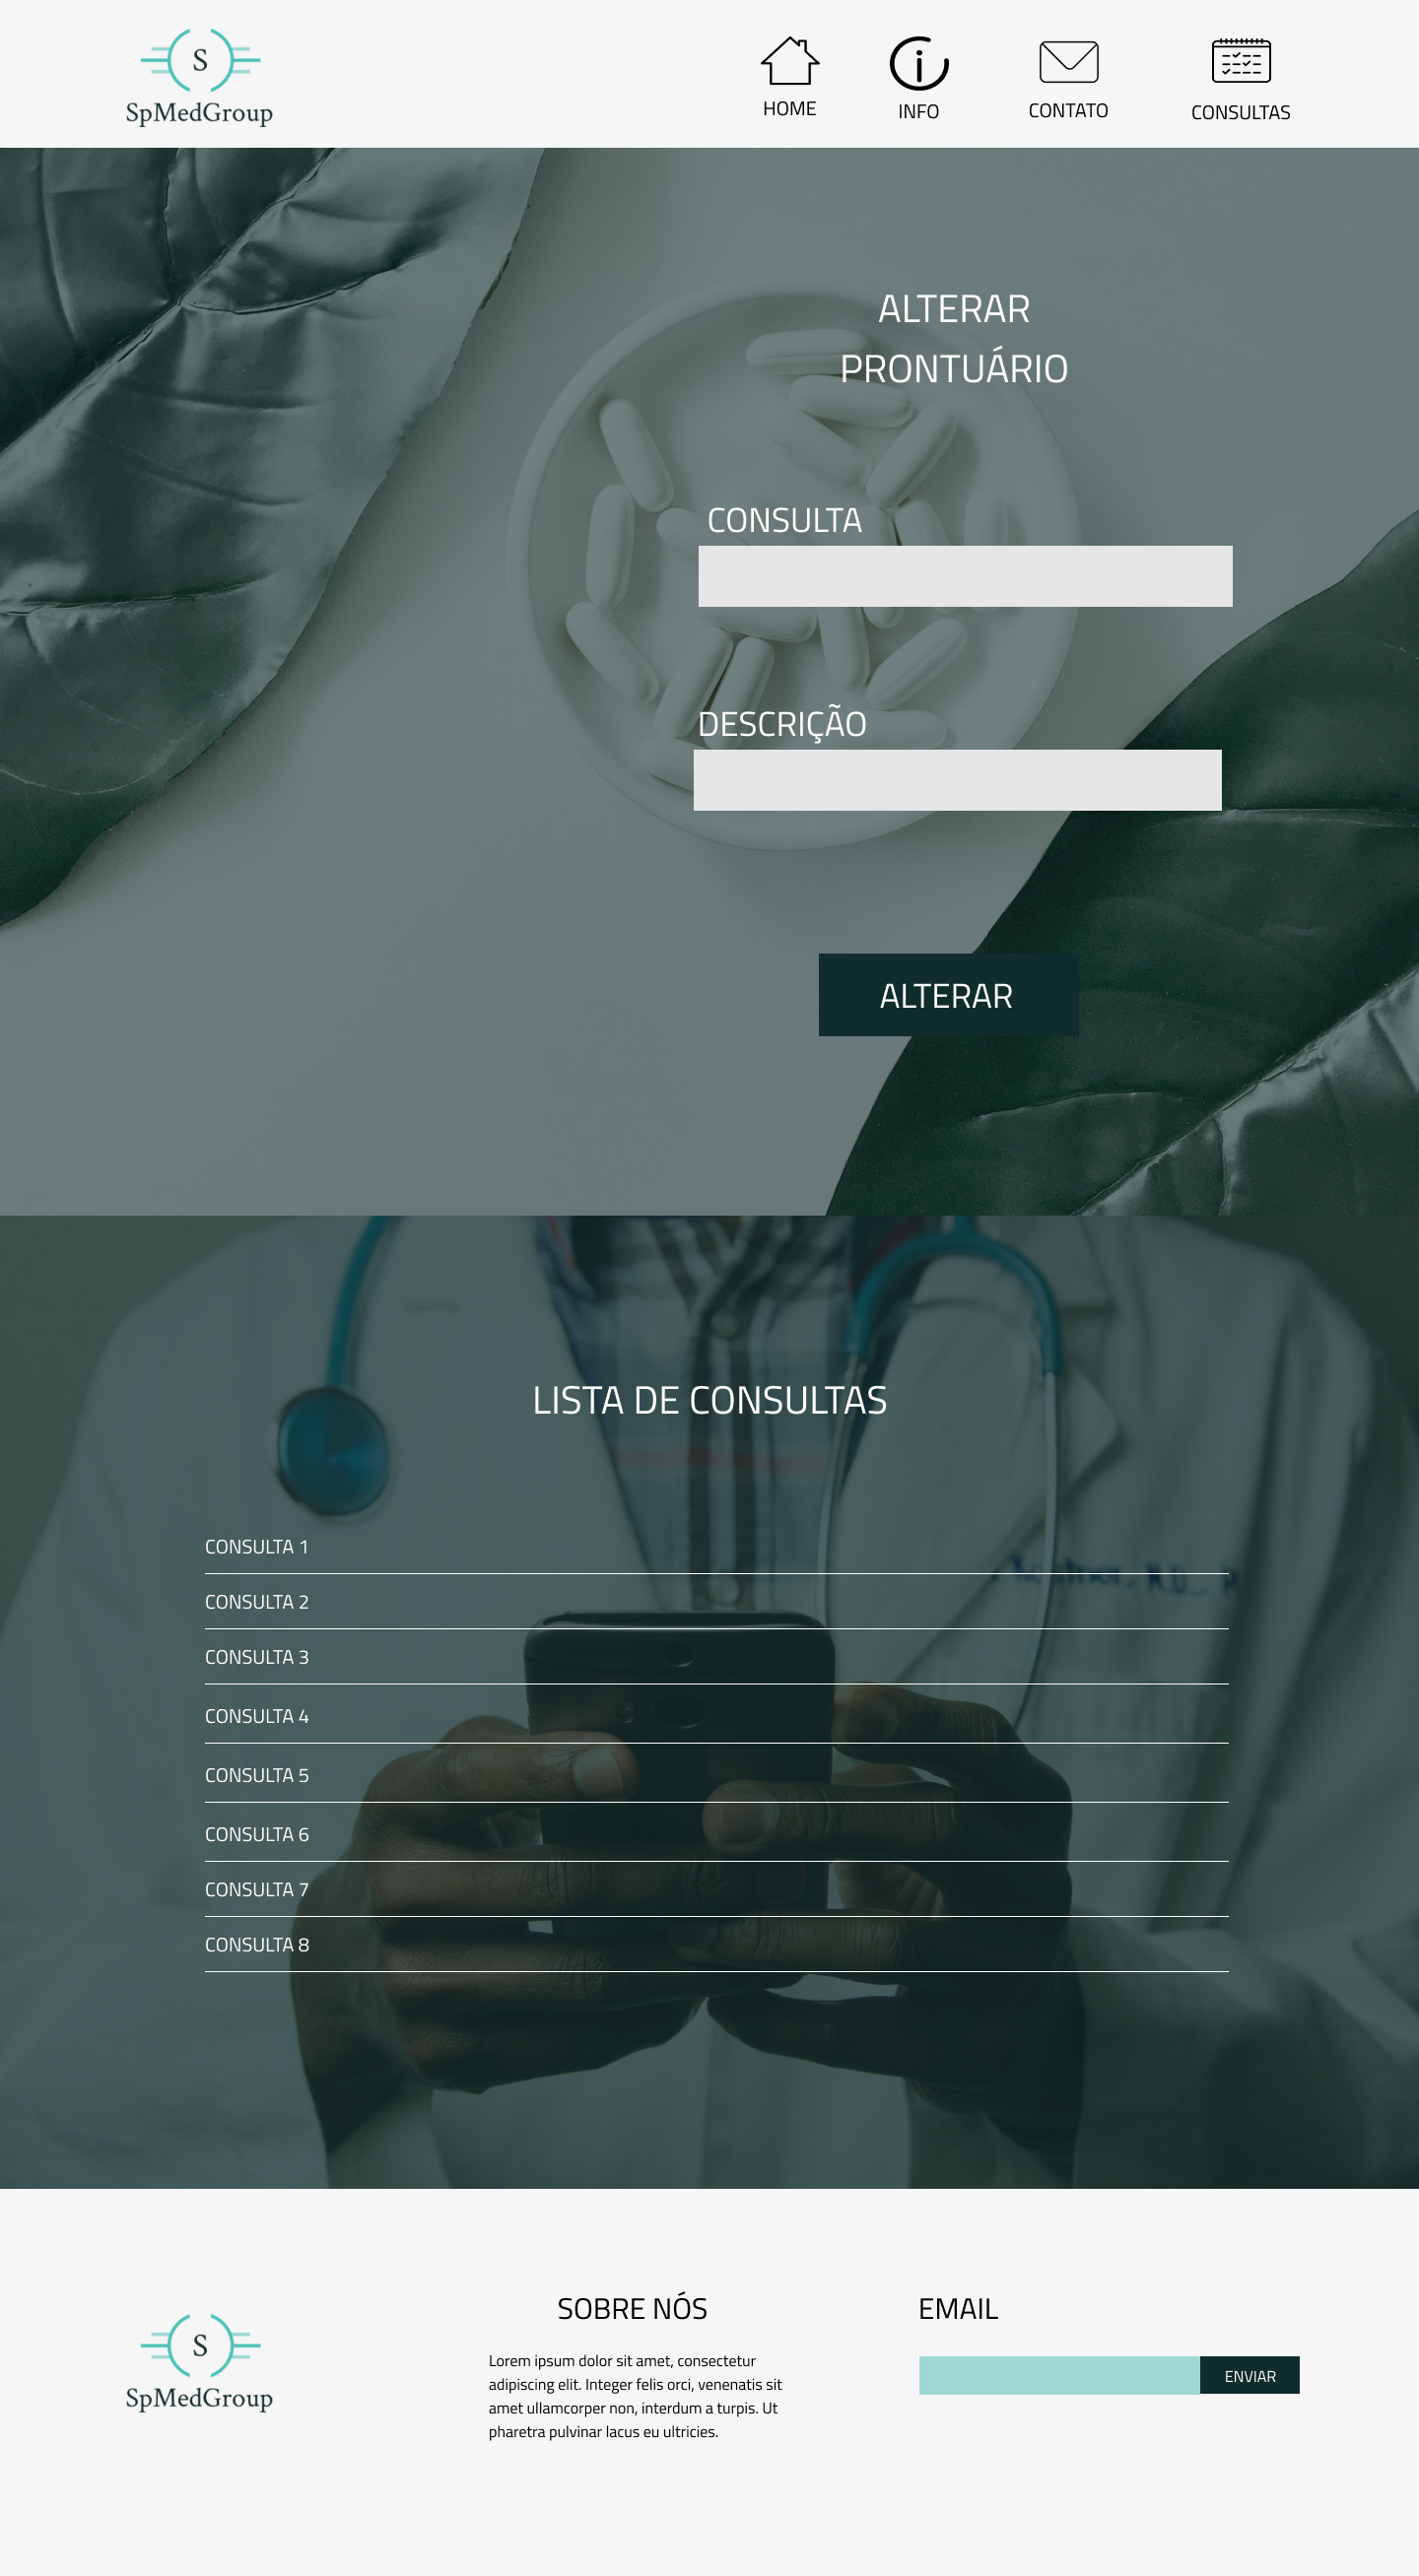 S
SpMedGroup
HOME
INFO
CONTATO
CONSULTAS
ALTERAR
PRONTUÁRIO
CONSULTA
DESCRIÇÃO
ALTERAR
LISTA DE CONSULTAS
CONSULTA 1
CONSULTA 2
CONSULTA 3
CONSULTA 4
CONSULTA 5
CONSULTA 6
CONSULTA 7
CONSULTA 8
S
SpMedGroup
SOBRE NÓS
Lorem ipsum dolor sit amet, consectetur
adipiscing elit. Integer felis orci, venenatis sit
amet ullamcorper non, interdum a turpis. Ut
pharetra pulvinar lacus eu ultricies.
EMAIL
ENVIAR